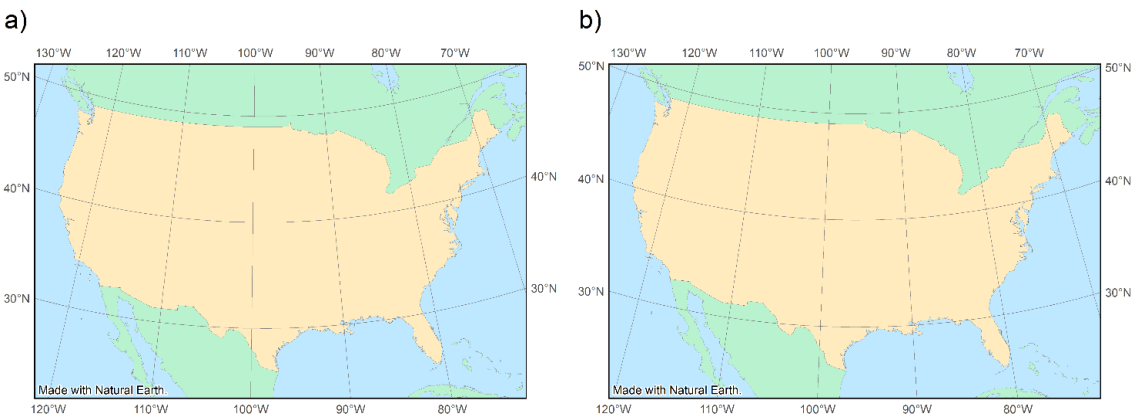 a)
130°W 120°W 110°W 100°W 90°W 80°W 70°W
50°N
40°N 40°N
30°N 30°N
Made with Natural Earth.
120°W 110°W 100°W 90°W 80°W
b)
130°W 120°W 110°W 100°W 90°W 80°W 70°W
50°N 50°N
40°N 40°N
30°N 30°N
Made with Natural Earth.
120°W 110°W 100°W 90°W 80°W